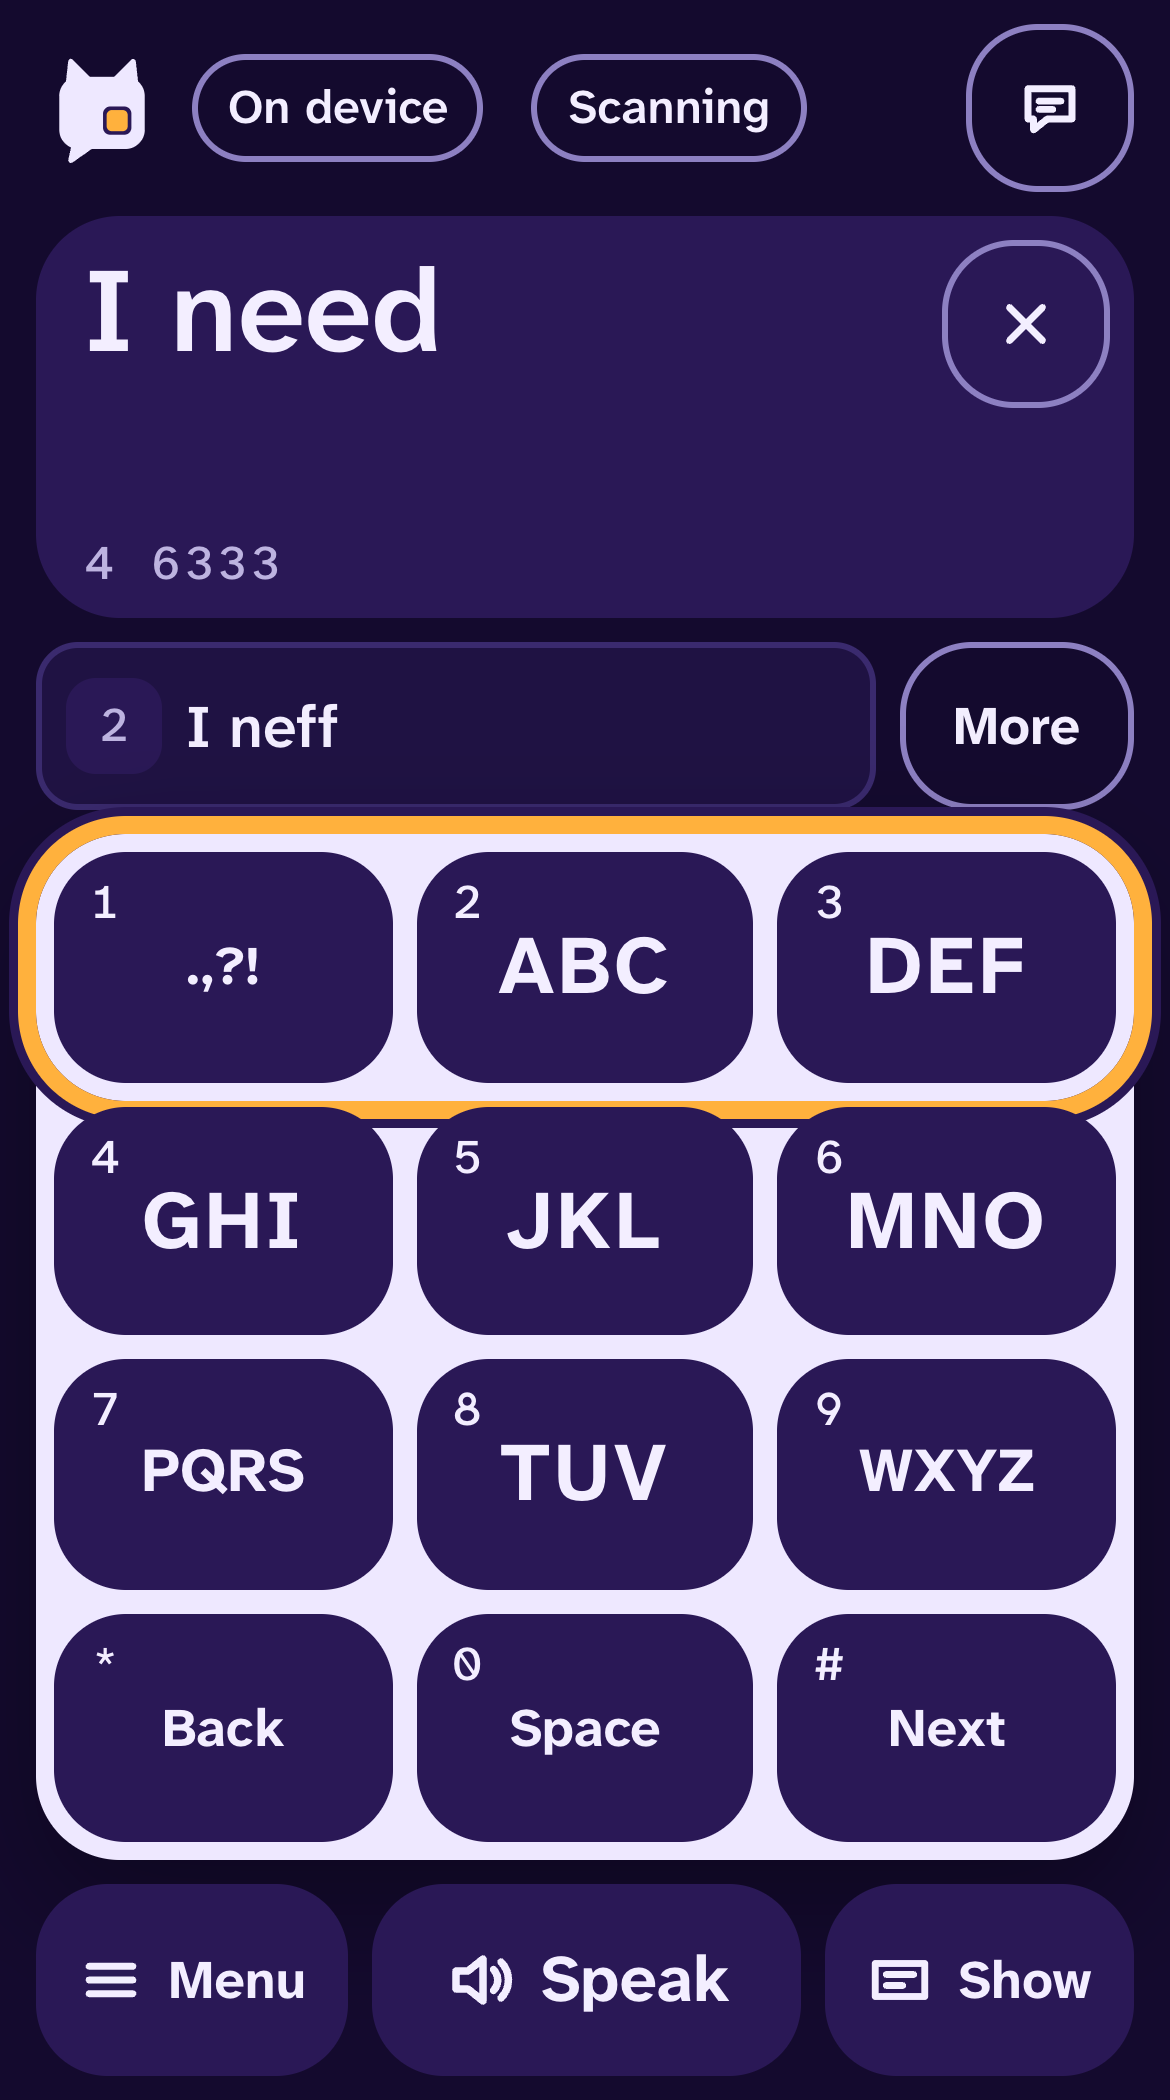 On device Scanning
I need
4 6333
2 I neff More
1 2 3
.,?! ABC DEF
4 5 6
GHI JKL MNO
7 8 9
PQRS TUV WXYZ
* 0 #
Back Space Next
Menu Speak Show